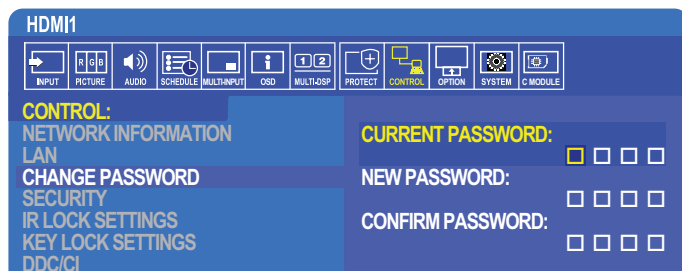 HDMI1
INPUT
RGB
PICTURE
AUDIO
SCHEDULE
MULTI-INPUT
OSD
1 2
MULTI-DSP
PROTECT
CONTROL
OPTION
SYSTEM
C MODULE
CONTROL:
NETWORK INFORMATION
LAN
CHANGE PASSWORD
SECURITY
IR LOCK SETTINGS
KEY LOCK SETTINGS
DDC/CI
CURRENT PASSWORD:
NEW PASSWORD:
CONFIRM PASSWORD: